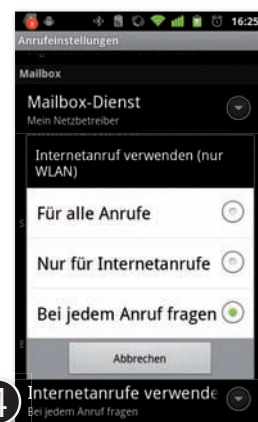 16:25
Anrufeinstellungen
Mailbox
Mailbox-Dienst
Mein Netzbetreiber
Internetanruf verwenden (nur
WLAN)
Für alle Anrufe
Nur für Internetanrufe
Bei jedem Anruf fragen
Abbrechen
4
Internetanrufe verwende
Bei jedem Anruf fragen